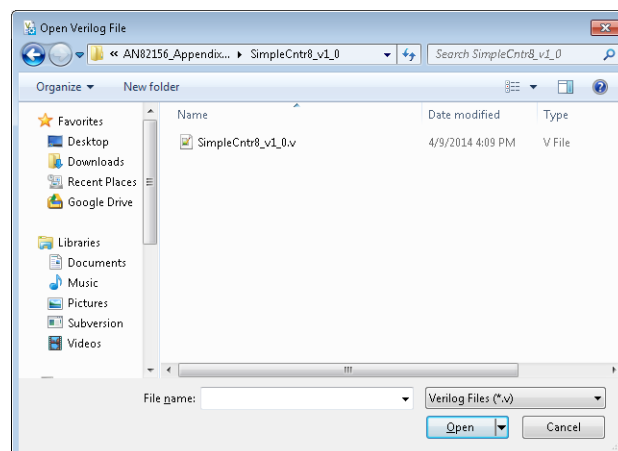 Open Verilog File
« AN82156_Appendix... SimpleCntr8_v1_0
Search SimpleCntr8_v1_0
Organize New folder
Name Date modified Type
SimpleCntr8_v1_0.v 4/9/2014 4:09 PM V File
Favorites
Desktop
Downloads
Recent Places
Google Drive
Libraries
Documents
Music
Pictures
Subversion
Videos
File name: Verilog Files (*.v)
Open Cancel